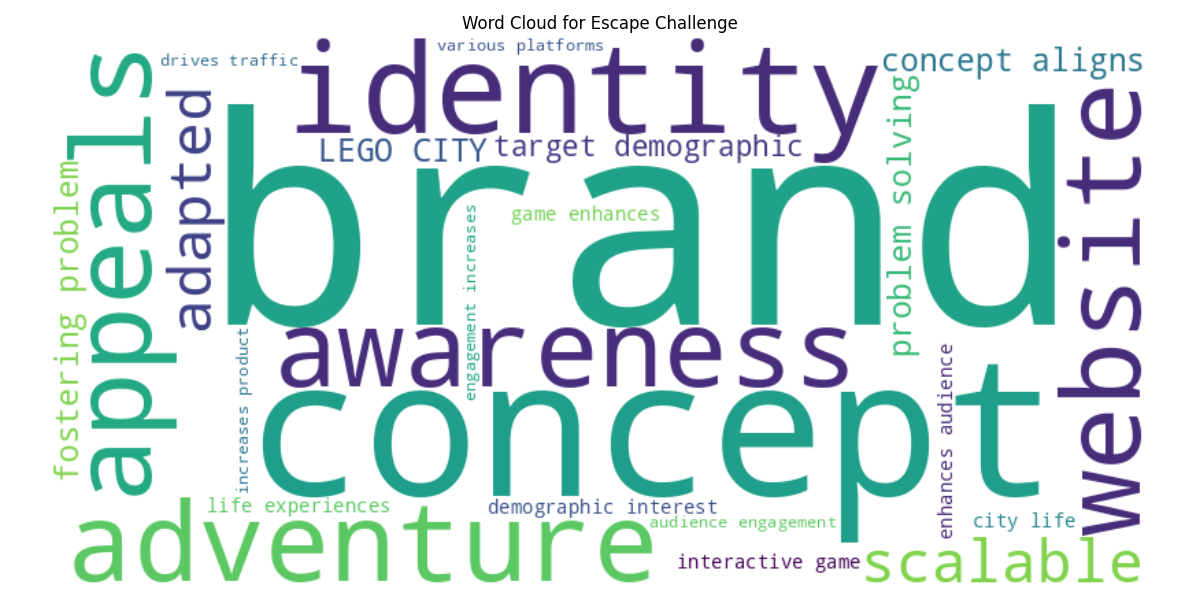 Word Cloud for Escape Challenge
various platforms
drives traffic
identity
concept aligns
appeals
adapted
website
problem solving
LEGO CITY
target demographic
brand
fostering problem
game enhances
engagement increases
awareness
increases product
enhances audience
concept
life experiences
demographic interest
adventure
audience engagement
city life
interactive game
scalable